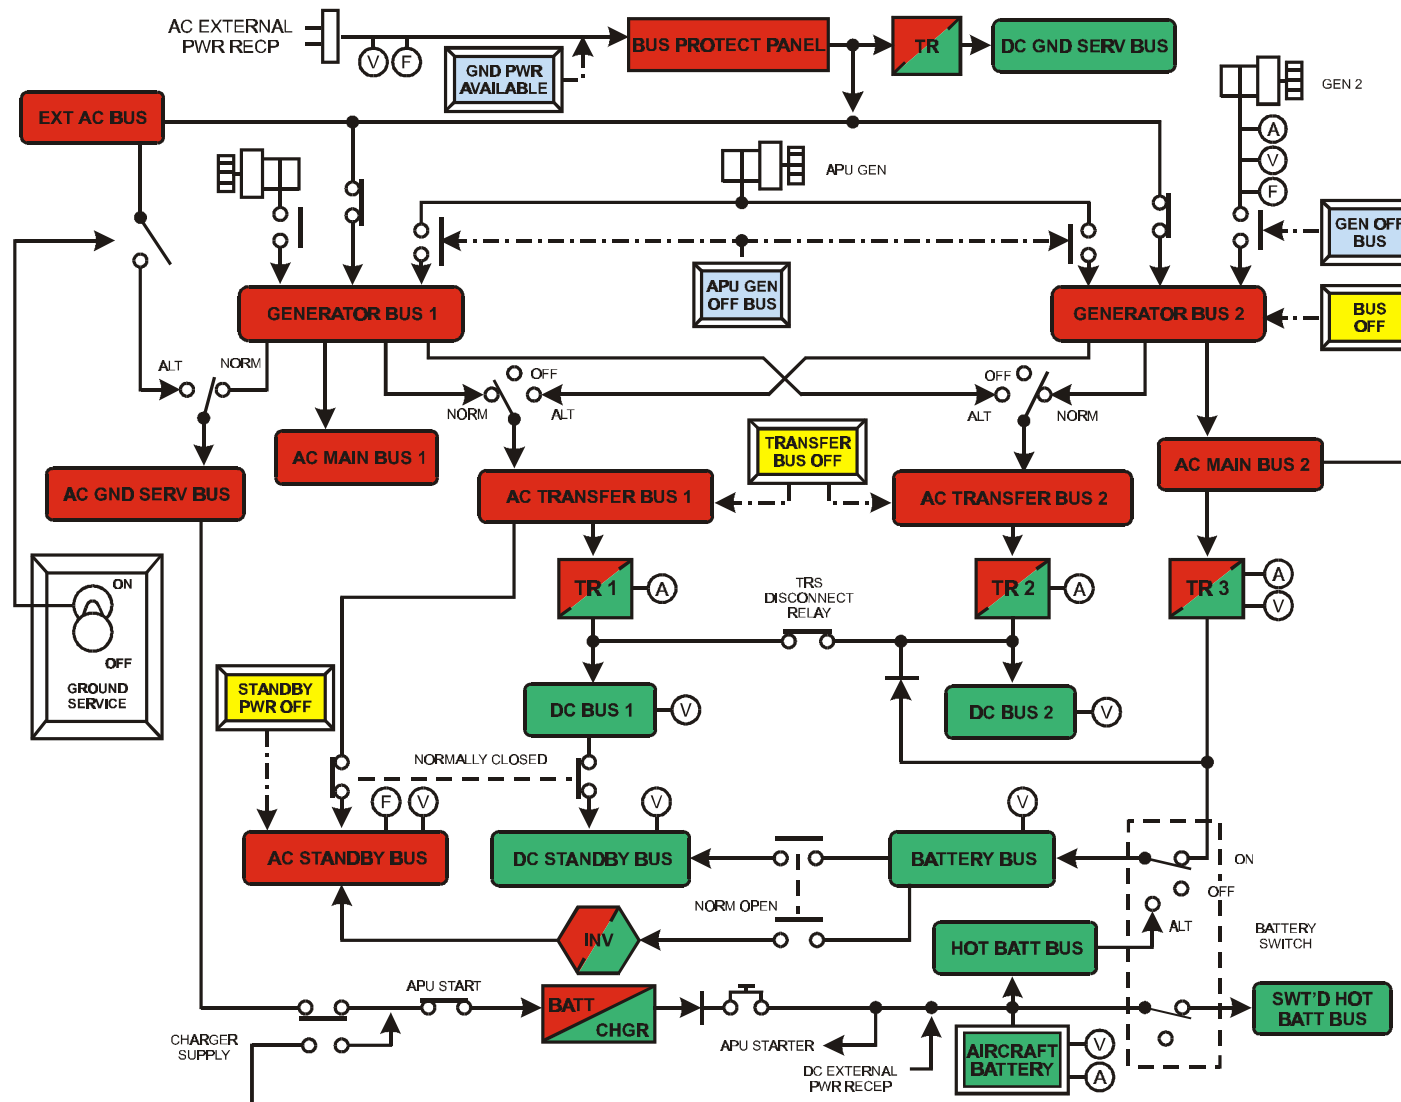 AC EXTERNAL
PWR RECP
V
F
GND PWR
AVAILABLE
BUS PROTECT PANEL
TR
DC GND SERV BUS
GEN 2
EXT AC BUS
A
V
F
APU GEN
GEN OFF
BUS
APU GEN
OFF BUS
GENERATOR BUS 1
GENERATOR BUS 2
BUS
OFF
ALT
NORM
OFF
NORM
ALT
OFF
ALT
NORM
AC MAIN BUS 1
TRANSFER
BUS OFF
AC MAIN BUS 2
AC GND SERV BUS
AC TRANSFER BUS 1
AC TRANSFER BUS 2
ON
OFF
GROUND
SERVICE
TR 1
A
TRS
DISCONNECT
RELAY
TR 2
A
TR 3
A
V
STANDBY
PWR OFF
DC BUS 1
V
DC BUS 2
V
NORMALLY CLOSED
F
V
V
V
AC STANDBY BUS
DC STANDBY BUS
BATTERY BUS
ON
OFF
ALT
NORM OPEN
INV
HOT BATT BUS
BATTERY
SWITCH
APU START
BATT
CHGR
SWT'D HOT
BATT BUS
CHARGER
SUPPLY
APU STARTER
DC EXTERNAL
PWR RECEP
AIRCRAFT
BATTERY
V
A